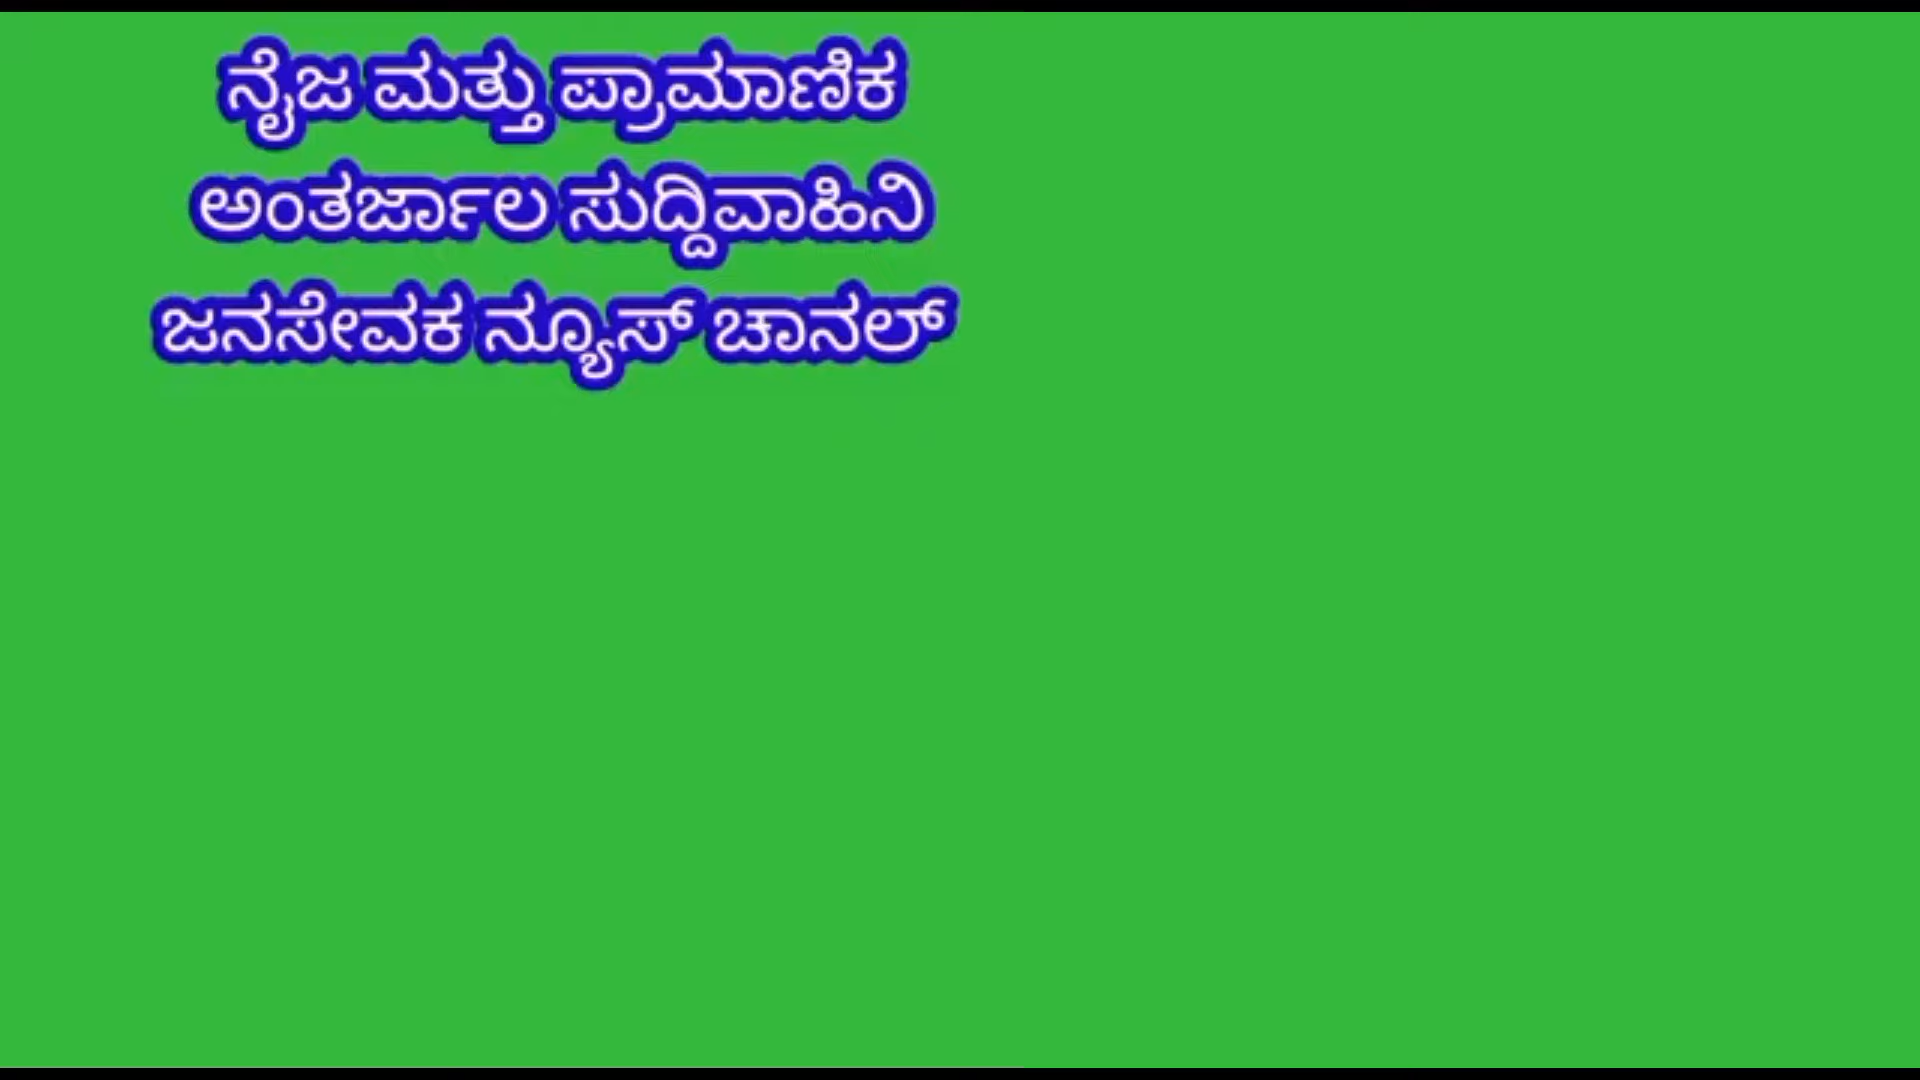 ನೈಜ ಮತ್ತು ಪ್ರಾಮಾಣಿಕ
ಅಂತರ್ಜಾಲ ಸುದ್ದಿವಾಹಿನಿ
ಜನಸೇವಕ ನ್ಯೂಸ್ ಚಾನಲ್